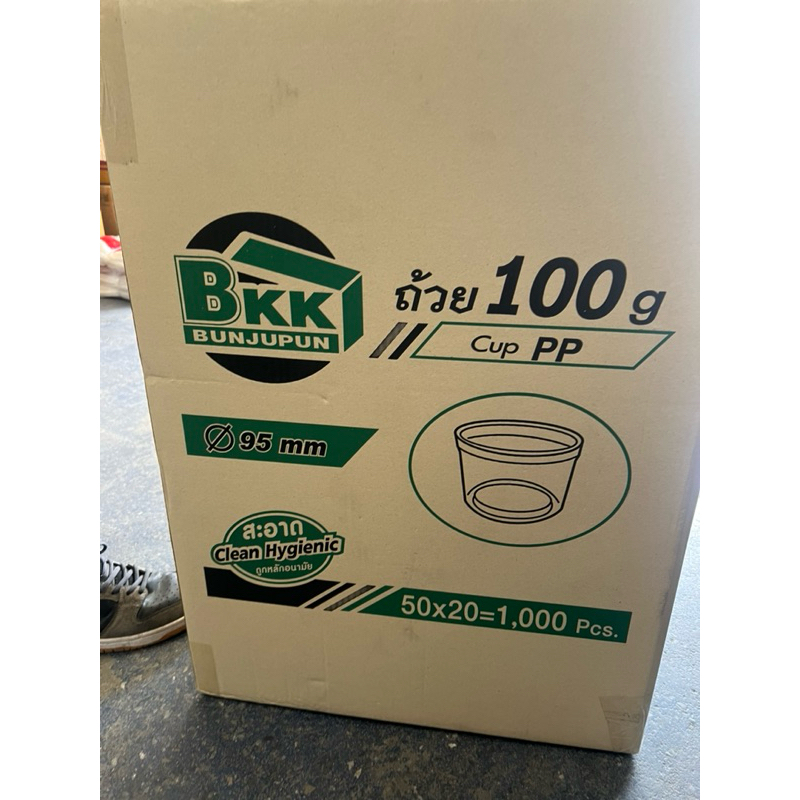 BKK
BUNJUPUN
ถ้วย 100 g
Cup PP
Ø 95 mm
สะอาด
Clean Hygienic
ถูกหลักอนามัย
50x20=1,000 Pcs.